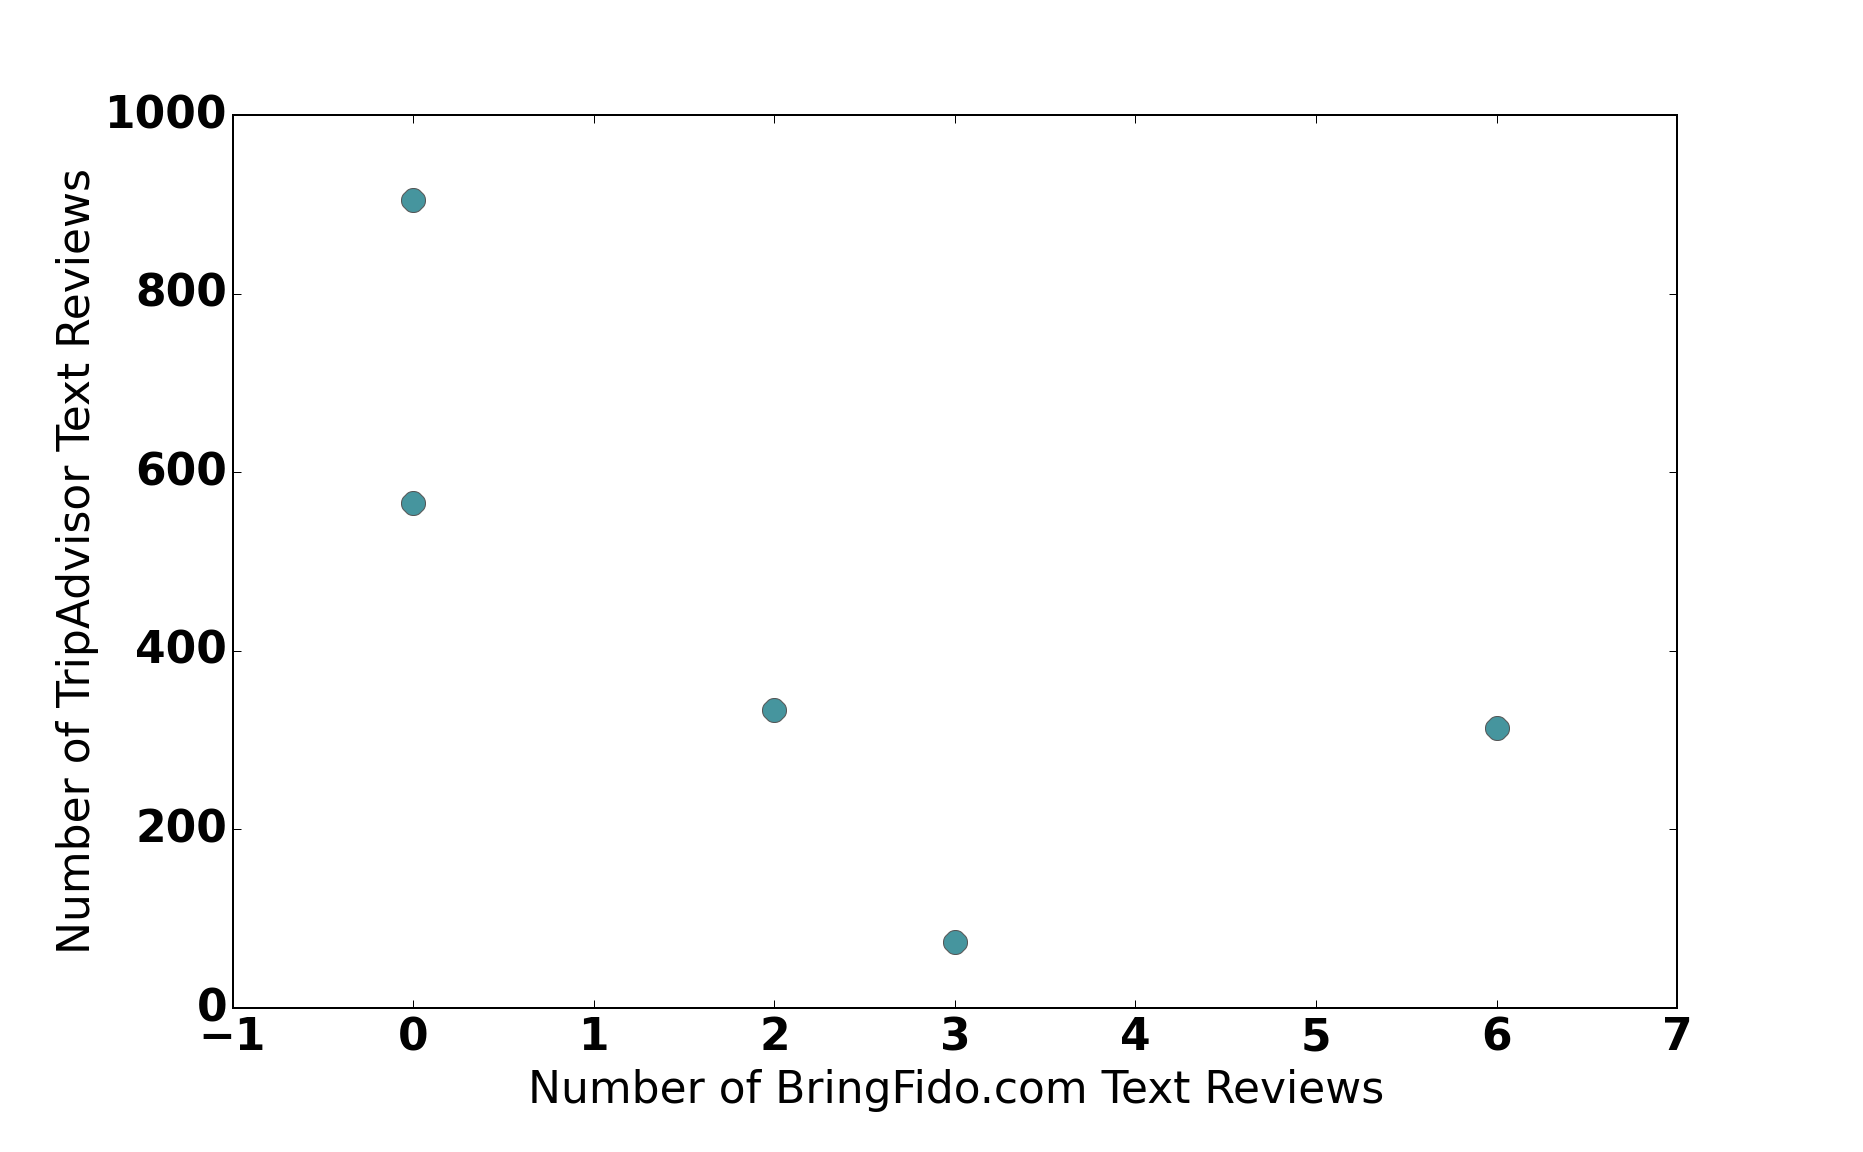 1000
800
600
400
200
0
−1 0 1 2 3 4 5 6 7
Number of TripAdvisor Text Reviews
Number of BringFido.com Text Reviews